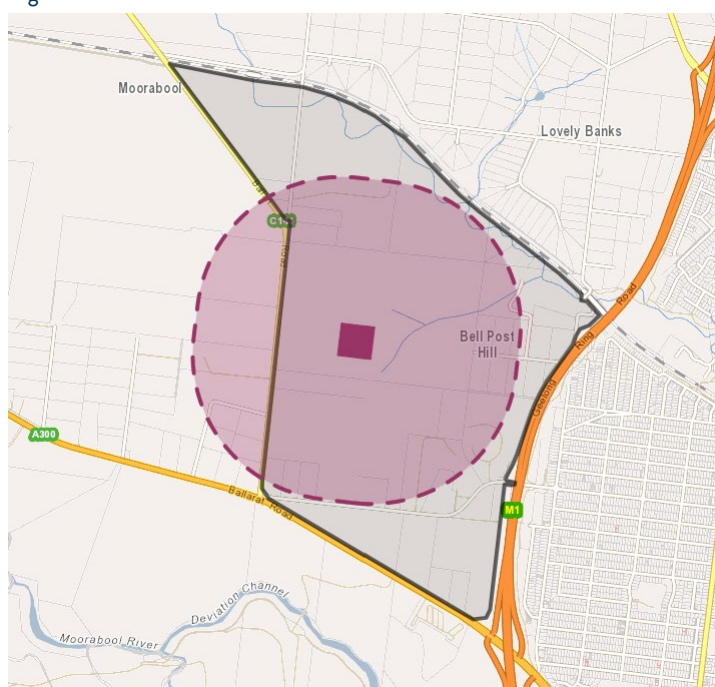 Moorabool
Lovely Banks
Bell Post
Hill
Geelong
Ring
Road
A300
Ballarat Road
M1
Deviation Channel
Moorabool River